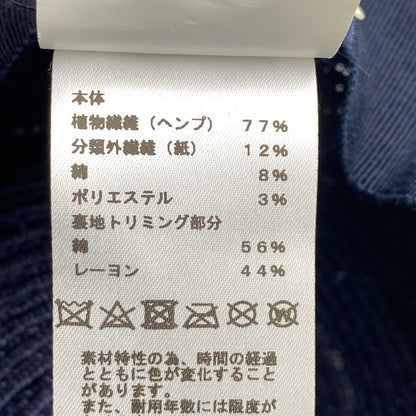 本体
植物繊維（ヘンプ） 77%
分類外繊維（紙） 12%
綿 8%
ポリエステル 3%
裏地トリミング部分
綿 56%
レーヨン 44%
素材特性の為、時間の経過
とともに色が変化すること
があります。
また、耐用年数には限度が